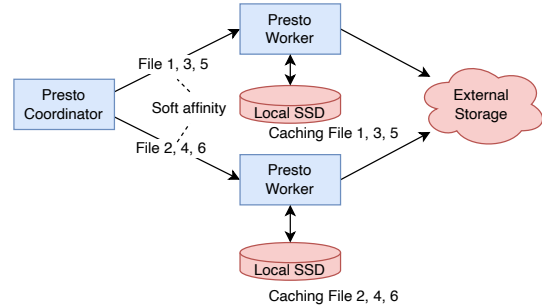 Presto
Worker
File 1, 3, 5
Presto
Coordinator
Soft affinity
Local SSD
External
Storage
Caching File 1, 3, 5
File 2, 4, 6
Presto
Worker
Local SSD
Caching File 2, 4, 6